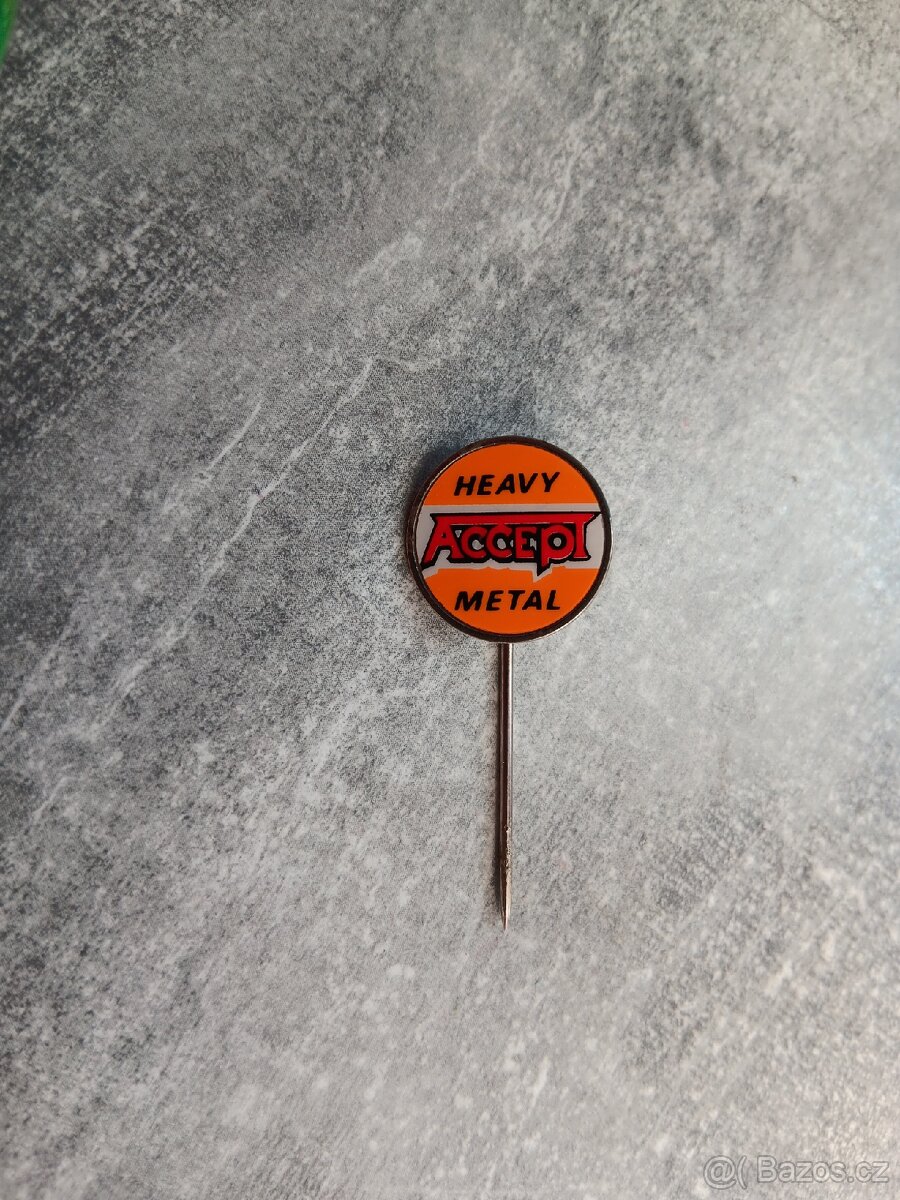 HEAVY
ACCEPT
METAL
@( Bazos.cz